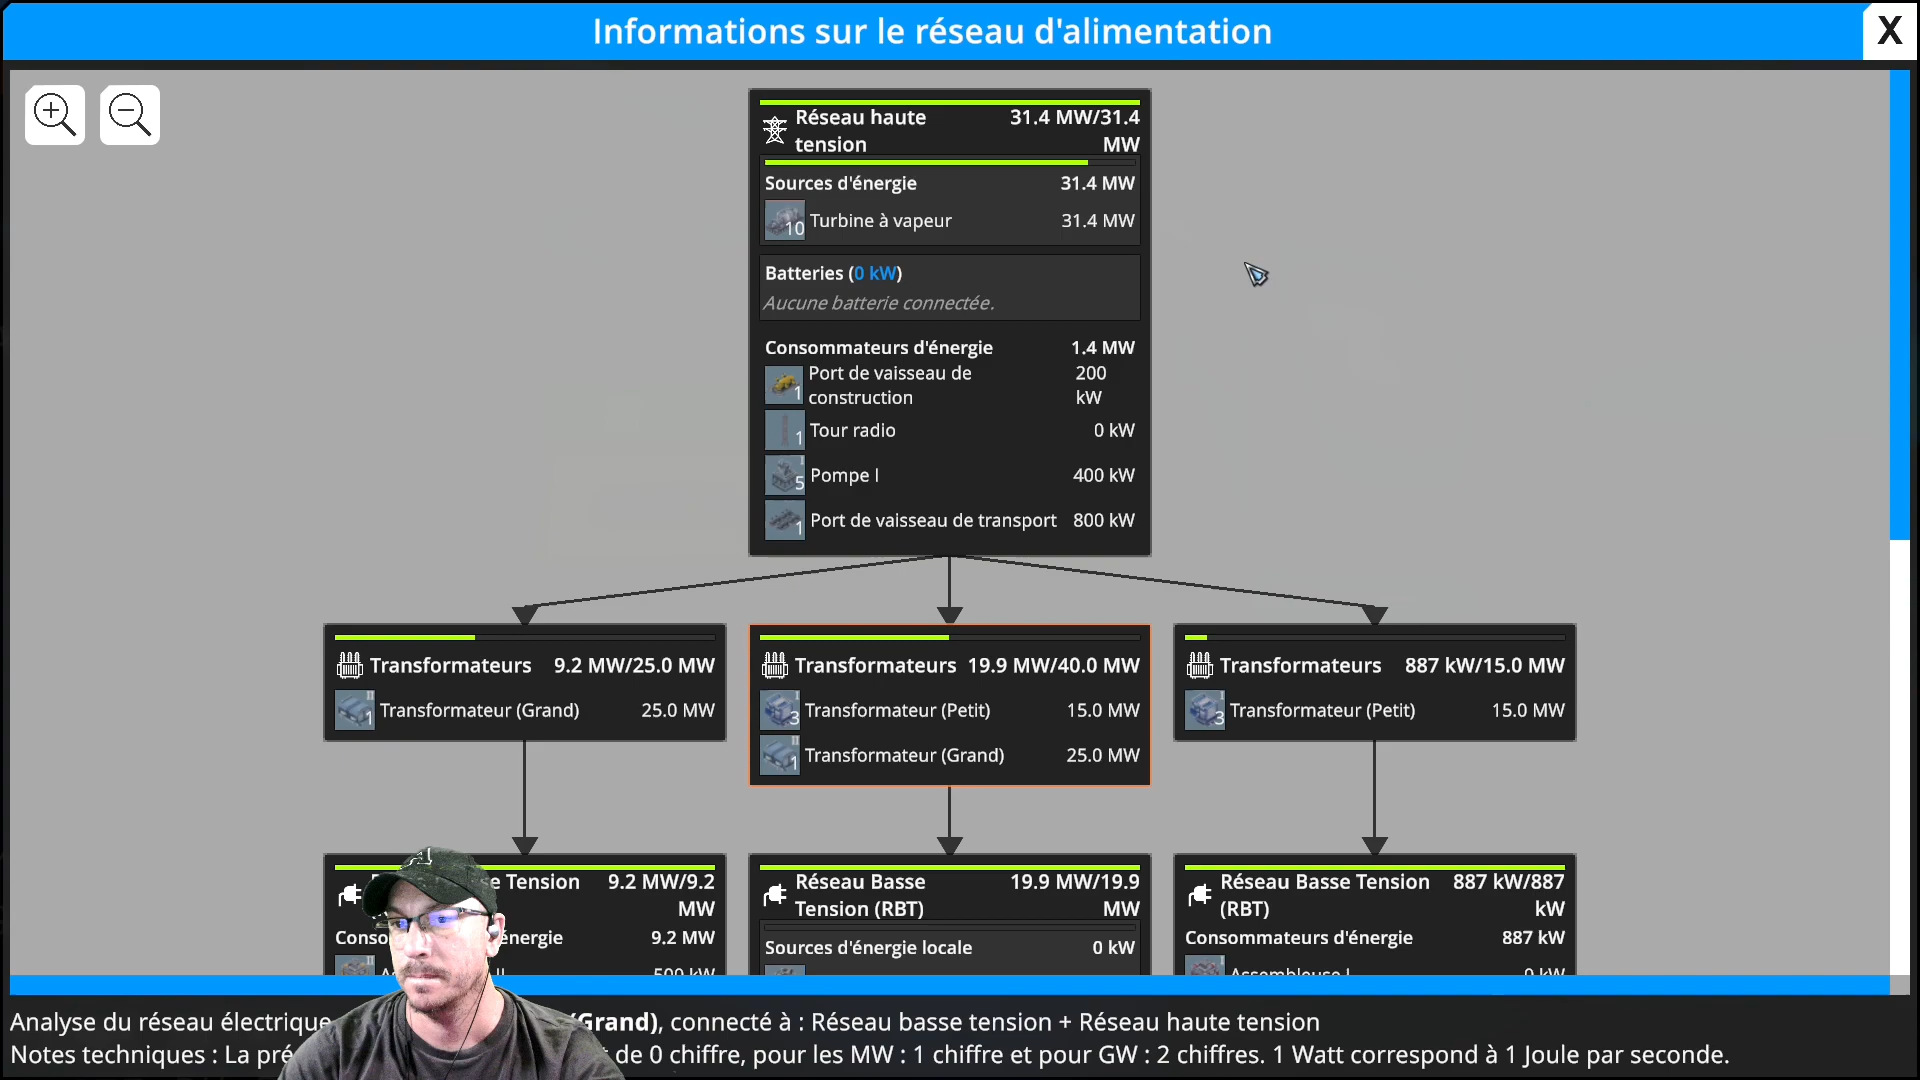 Informations sur le réseau d'alimentation
X
Réseau haute tension 31.4 MW/31.4 MW
Sources d'énergie 31.4 MW
10 Turbine à vapeur 31.4 MW
Batteries (0 kW)
Aucune batterie connectée.
Consommateurs d'énergie 1.4 MW
1 Port de vaisseau de construction 200 kW
1 Tour radio 0 kW
I 5 Pompe I 400 kW
1 Port de vaisseau de transport 800 kW
Transformateurs 9.2 MW/25.0 MW
II 1 Transformateur (Grand) 25.0 MW
Transformateurs 19.9 MW/40.0 MW
I 3 Transformateur (Petit) 15.0 MW
II 1 Transformateur (Grand) 25.0 MW
Transformateurs 887 kW/15.0 MW
I 3 Transformateur (Petit) 15.0 MW
se Tension 9.2 MW/9.2 MW
Conso énergie 9.2 MW
500 kW
Réseau Basse Tension (RBT) 19.9 MW/19.9 MW
Sources d'énergie locale 0 kW
Réseau Basse Tension (RBT) 887 kW/887 kW
Consommateurs d'énergie 887 kW
Assembleuse I 0 kW
Analyse du réseau électrique (Grand), connecté à : Réseau basse tension + Réseau haute tension
Notes techniques : La pré t de 0 chiffre, pour les MW : 1 chiffre et pour GW : 2 chiffres. 1 Watt correspond à 1 Joule par seconde.